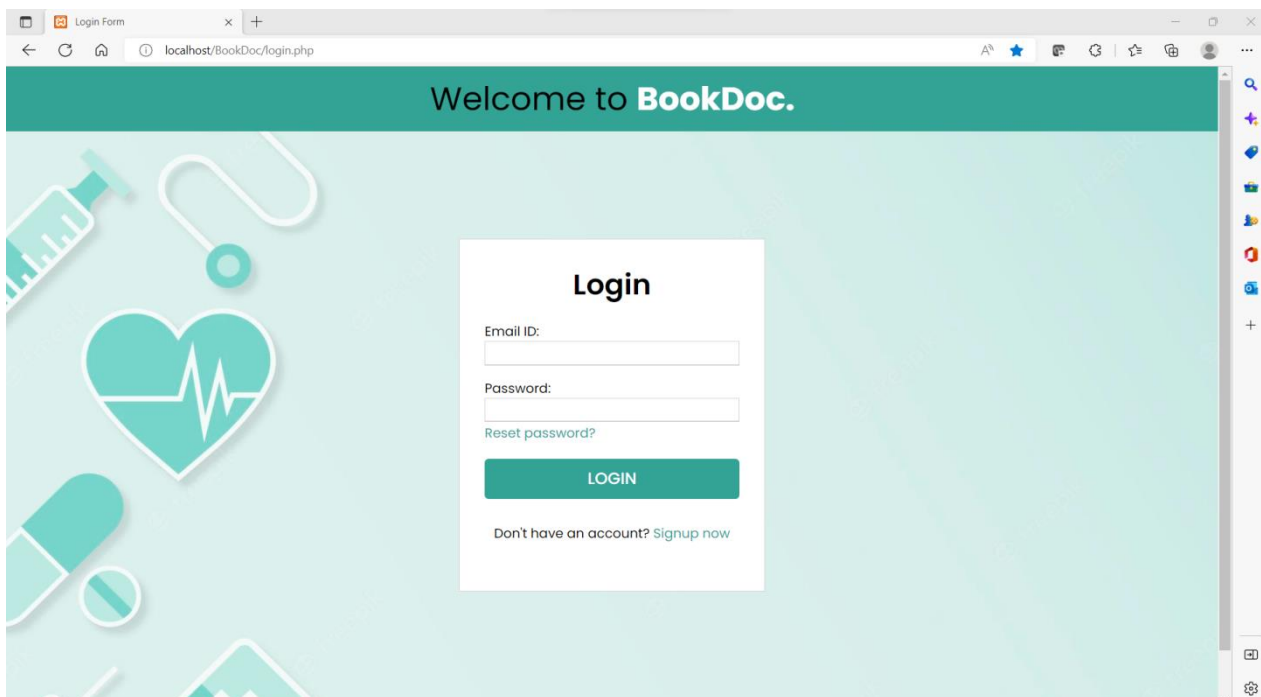 Login Form
localhost/BookDoc/login.php
Welcome to BookDoc.
Login
Email ID:
Password:
Reset password?
LOGIN
Don't have an account? Signup now